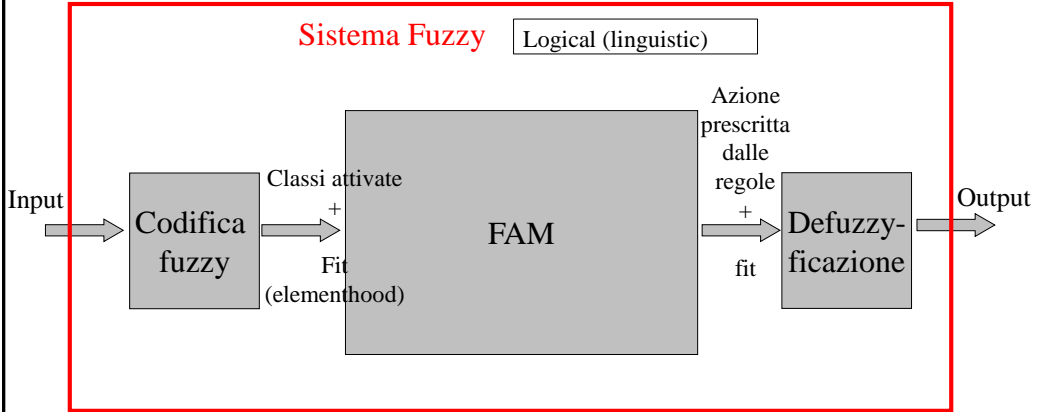 Sistema Fuzzy
Logical (linguistic)
Input
Codifica
fuzzy
Classi attivate
+
Fit
(elementhood)
FAM
Azione
prescritta
dalle
regole
+
fit
Defuzzy-
ficazione
Output